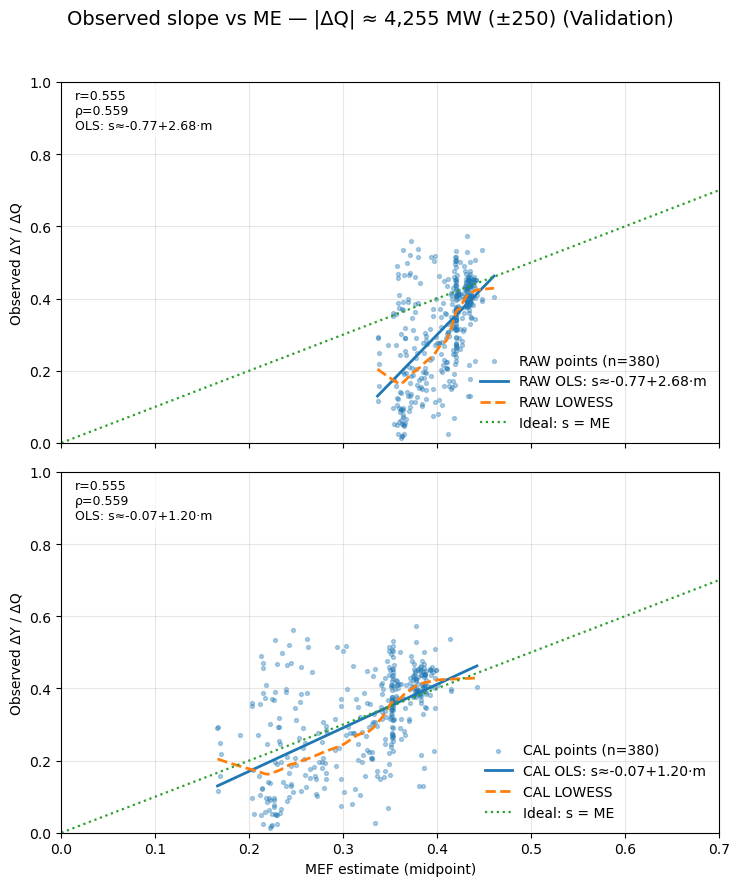 Observed slope vs ME — |ΔQ| ≈ 4,255 MW (±250) (Validation)
1.0
0.8
0.6
0.4
0.2
0.0
Observed ΔY / ΔQ
r=0.555
ρ=0.559
OLS: s≈-0.77+2.68·m
RAW points (n=380)
RAW OLS: s≈-0.77+2.68·m
RAW LOWESS
Ideal: s = ME
1.0
0.8
0.6
0.4
0.2
0.0
Observed ΔY / ΔQ
r=0.555
ρ=0.559
OLS: s≈-0.07+1.20·m
CAL points (n=380)
CAL OLS: s≈-0.07+1.20·m
CAL LOWESS
Ideal: s = ME
0.0 0.1 0.2 0.3 0.4 0.5 0.6 0.7
MEF estimate (midpoint)